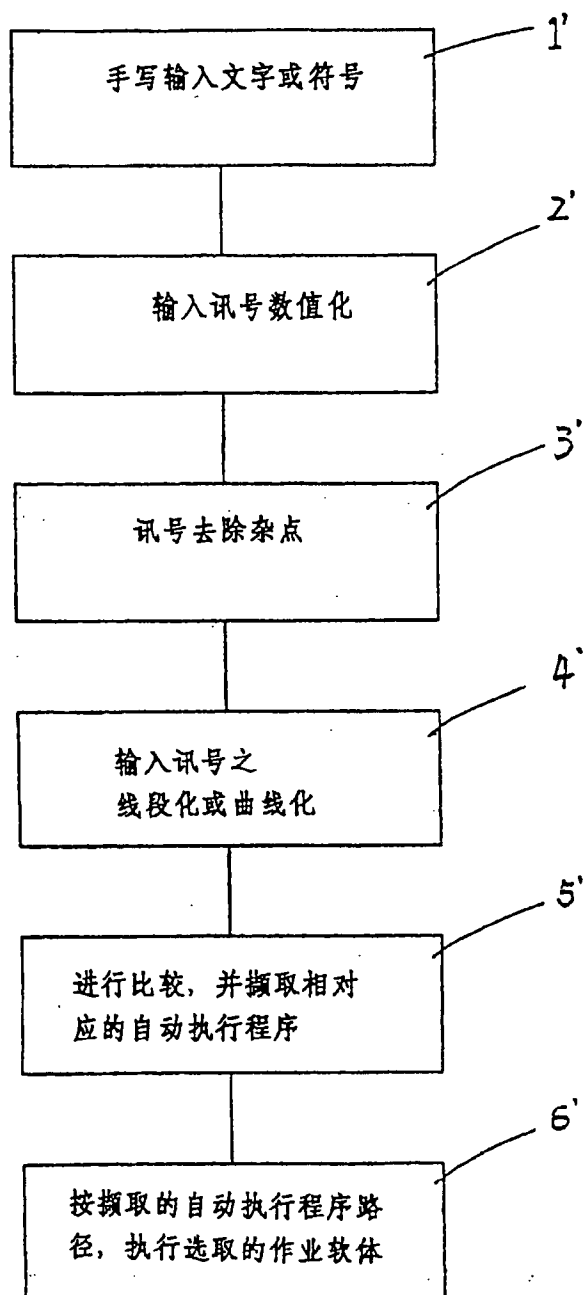 1'
手写输入文字或符号
2'
输入讯号数值化
3'
讯号去除杂点
4'
输入讯号之
线段化或曲线化
5'
进行比较，并撷取相对
应的自动执行程序
6'
按撷取的自动执行程序路
径，执行选取的作业软体